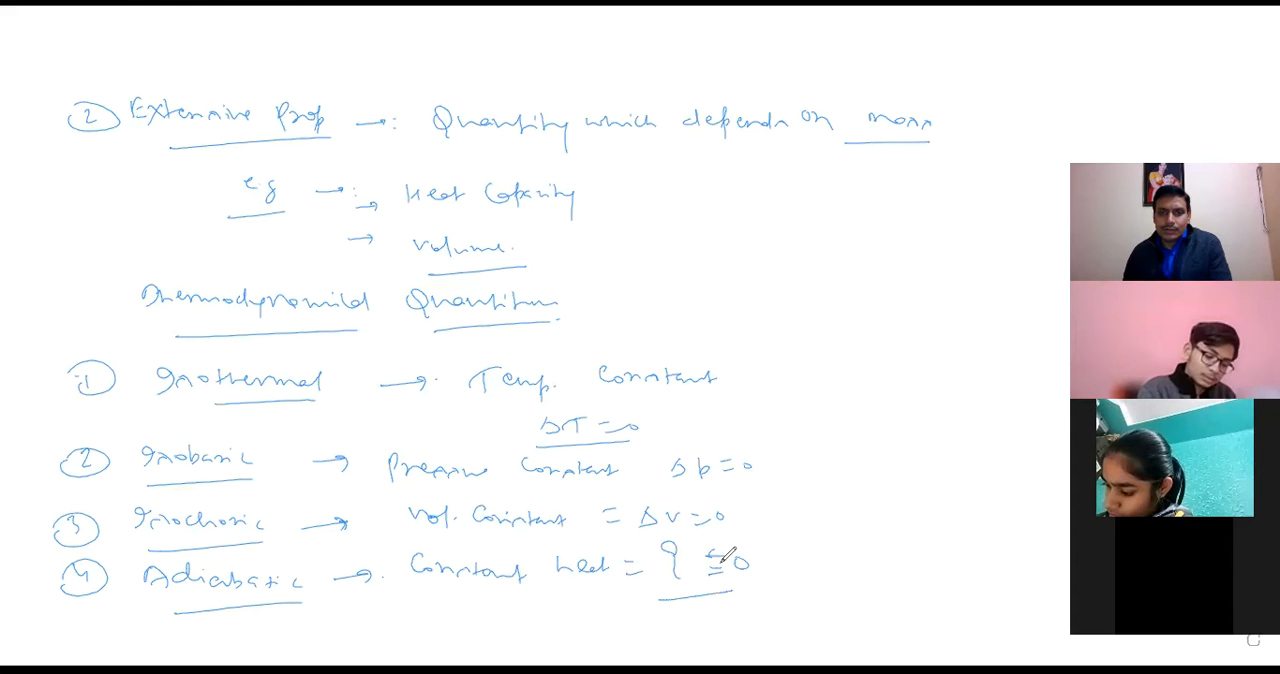 ② Extensive Prop →: Quantity which depends on mass
e.g →: → Heat Capacity
→ volume.
Thermodynamical Quantities
① Isothermal → Temp. Constant
ΔT = 0
② Isobaric → Pressure Constant Δp = 0
③ Isochoric → Vol. Constant = ΔV = 0
④ Adiabatic → Constant heat = q = 0